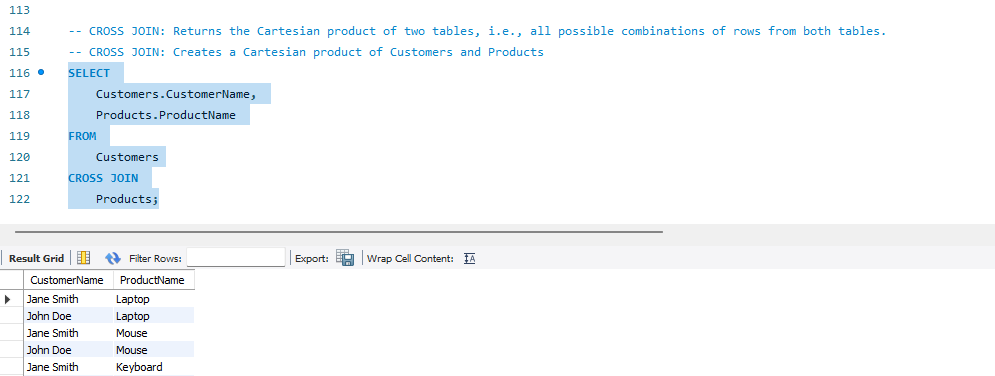 113
114 -- CROSS JOIN: Returns the Cartesian product of two tables, i.e., all possible combinations of rows from both tables.
115 -- CROSS JOIN: Creates a Cartesian product of Customers and Products
116 SELECT
117 Customers.CustomerName,
118 Products.ProductName
119 FROM
120 Customers
121 CROSS JOIN
122 Products;
Result Grid Filter Rows: Export: Wrap Cell Content: IA
CustomerName ProductName
Jane Smith Laptop
John Doe Laptop
Jane Smith Mouse
John Doe Mouse
Jane Smith Keyboard